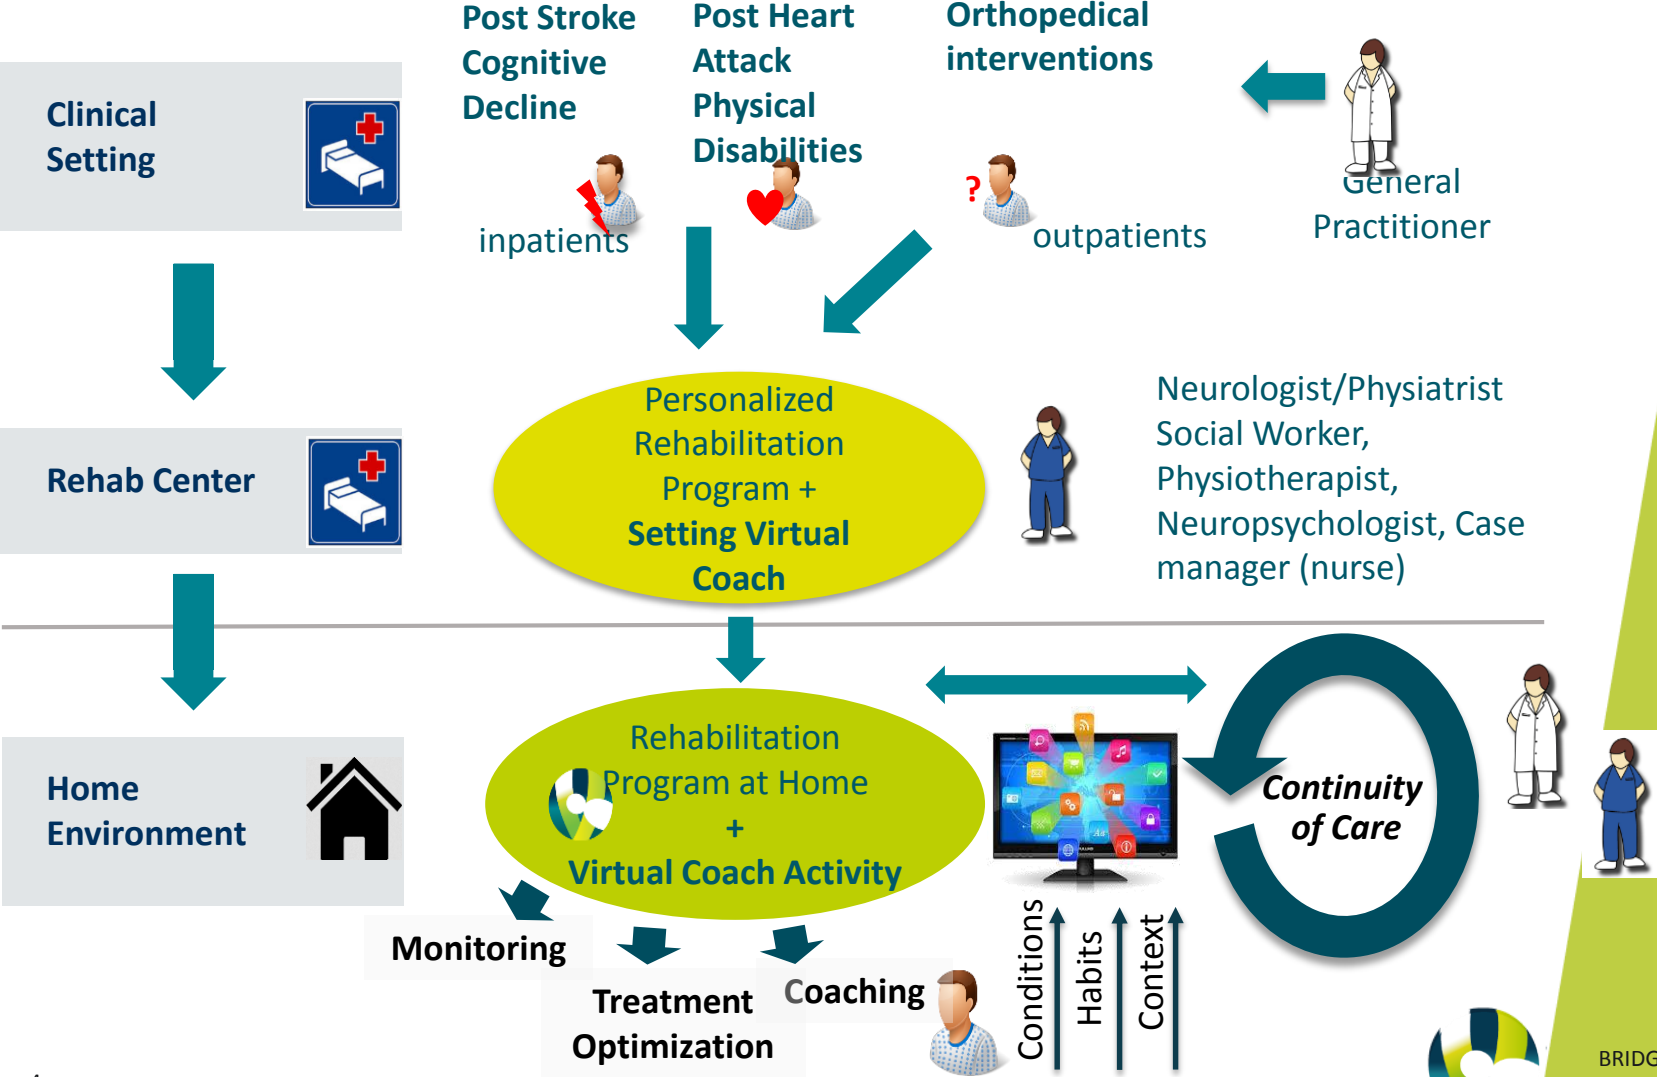 Post Stroke
Cognitive
Decline
Post Heart
Attack
Physical
Disabilities
Orthopedical
interventions
Clinical
Setting
?
inpatients
outpatients
General
Practitioner
Personalized
Rehabilitation
Program +
Setting Virtual
Coach
Rehab Center
Neurologist/Physiatrist
Social Worker,
Physiotherapist,
Neuropsychologist, Case
manager (nurse)
Home
Environment
Rehabilitation
Program at Home
+
Virtual Coach Activity
Continuity
of Care
Monitoring
Treatment
Optimization
Coaching
Conditions
Habits
Context
BRIDG